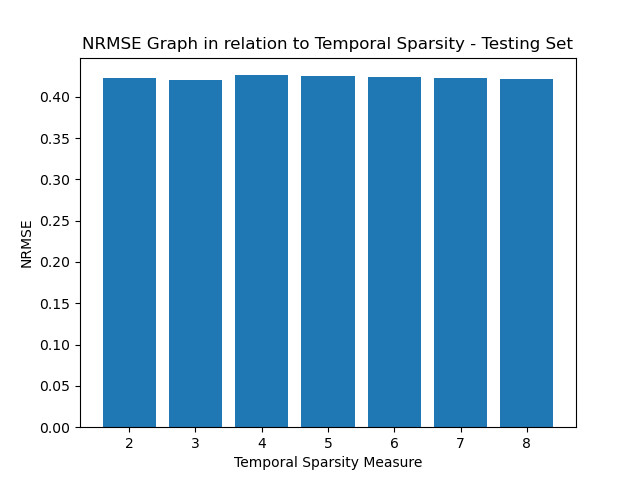 NRMSE Graph in relation to Temporal Sparsity - Testing Set
0.40
0.35
0.30
0.25
0.20
0.15
0.10
0.05
0.00
NRMSE
2 3 4 5 6 7 8
Temporal Sparsity Measure